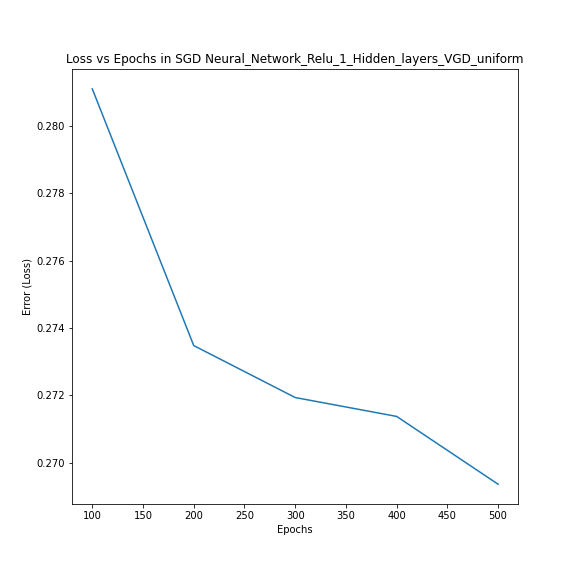 Loss vs Epochs in SGD Neural_Network_Relu_1_Hidden_layers_VGD_uniform
0.280
0.278
0.276
0.274
0.272
0.270
Error (Loss)
100 150 200 250 300 350 400 450 500
Epochs